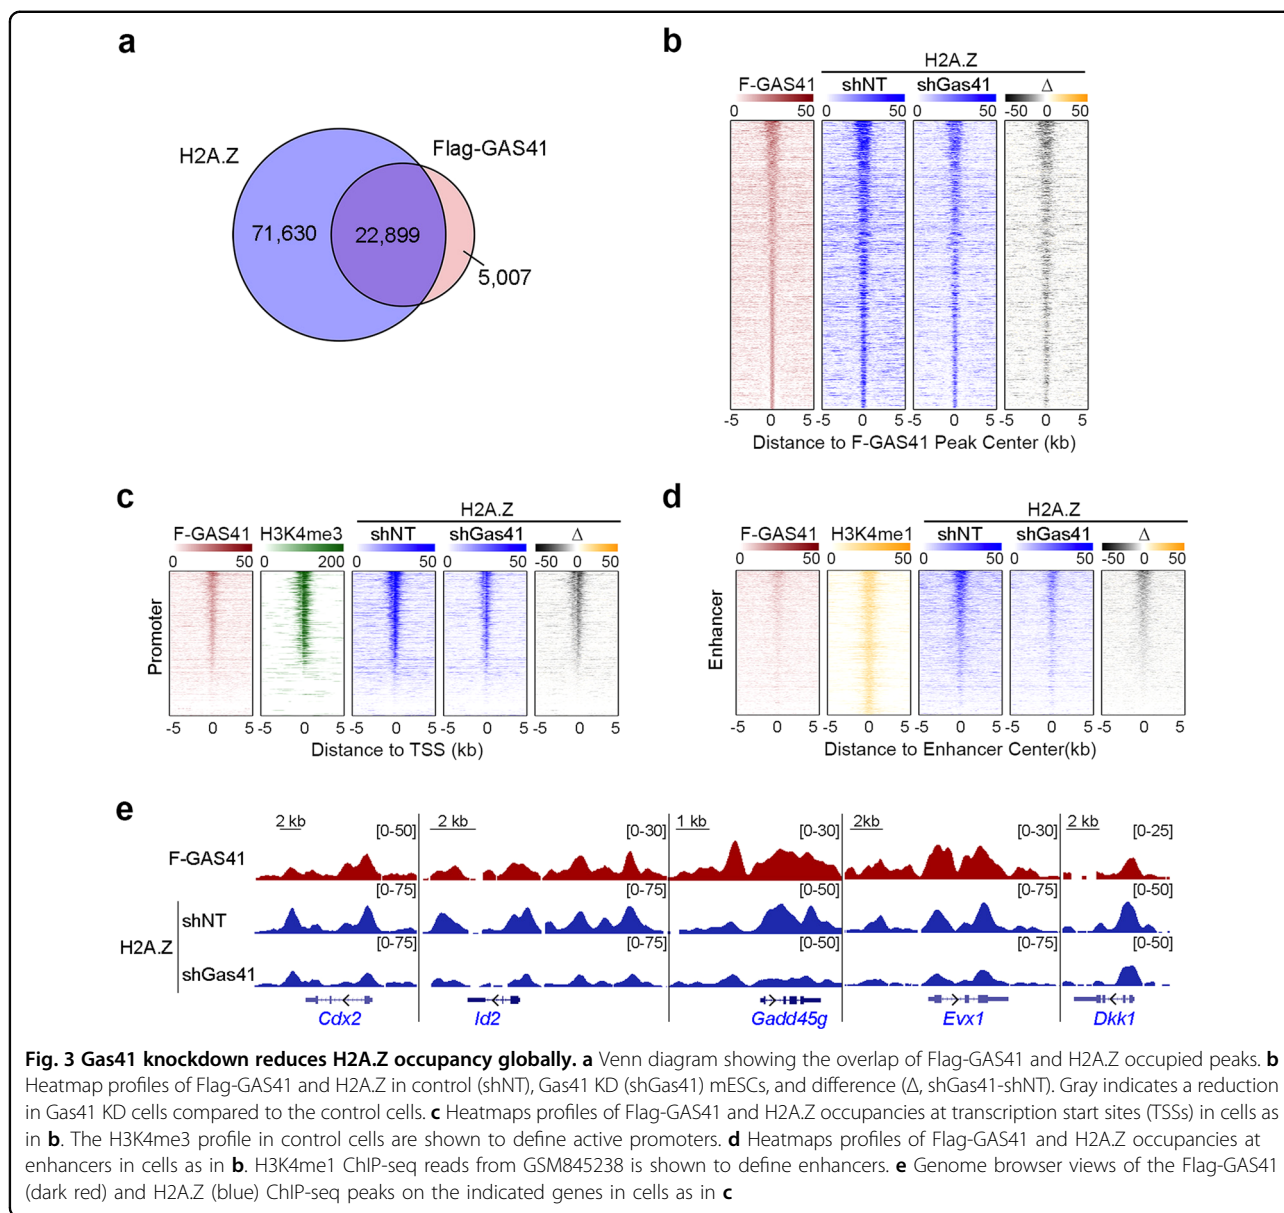 a
H2A.Z
Flag-GAS41
71,630
22,899
5,007
b
H2A.Z
F-GAS41 shNT shGas41 Δ
0 50 0 50 0 50 -50 0 50
-5 0 5 -5 0 5 -5 0 5 -5 0 5
Distance to F-GAS41 Peak Center (kb)
c
H2A.Z
F-GAS41 H3K4me3 shNT shGas41 Δ
0 50 0 200 0 50 0 50 -50 0 50
Promoter
-5 0 5 -5 0 5 -5 0 5 -5 0 5 -5 0 5
Distance to TSS (kb)
d
H2A.Z
F-GAS41 H3K4me1 shNT shGas41 Δ
0 50 0 50 0 50 0 50 -50 0 50
Enhancer
-5 0 5 -5 0 5 -5 0 5 -5 0 5 -5 0 5
Distance to Enhancer Center(kb)
e
2 kb 2 kb 1 kb 2kb 2 kb
[0-50] [0-30] [0-30] [0-30] [0-25]
F-GAS41
[0-75] [0-75] [0-50] [0-75] [0-50]
shNT
H2A.Z
[0-75] [0-75] [0-50] [0-75] [0-50]
shGas41
Cdx2 Id2 Gadd45g Evx1 Dkk1
Fig. 3 Gas41 knockdown reduces H2A.Z occupancy globally. a Venn diagram showing the overlap of Flag-GAS41 and H2A.Z occupied peaks. b
Heatmap profiles of Flag-GAS41 and H2A.Z in control (shNT), Gas41 KD (shGas41) mESCs, and difference (Δ, shGas41-shNT). Gray indicates a reduction
in Gas41 KD cells compared to the control cells. c Heatmaps profiles of Flag-GAS41 and H2A.Z occupancies at transcription start sites (TSSs) in cells as
in b. The H3K4me3 profile in control cells are shown to define active promoters. d Heatmaps profiles of Flag-GAS41 and H2A.Z occupancies at
enhancers in cells as in b. H3K4me1 ChIP-seq reads from GSM845238 is shown to define enhancers. e Genome browser views of the Flag-GAS41
(dark red) and H2A.Z (blue) ChIP-seq peaks on the indicated genes in cells as in c